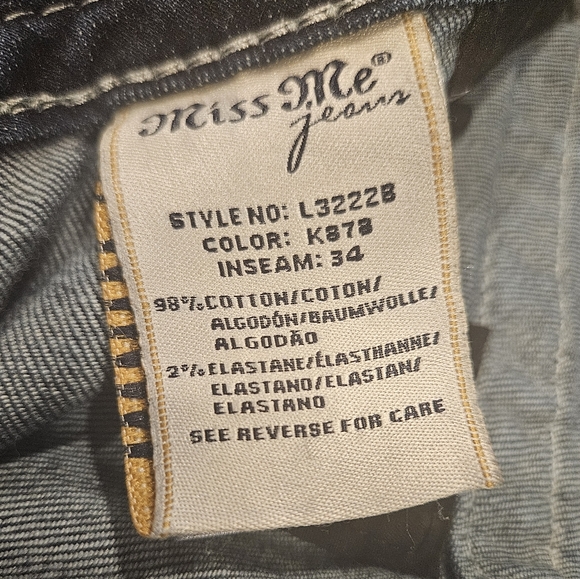 Miss Me®
jeans
STYLE NO: L3222B
COLOR: K878
INSEAM: 34
98% COTTON/COTON/
ALGODÓN/BAUMWOLLE/
ALGODÃO
2% ELASTANE/ÉLASTHANNE/
ELASTANO/ELASTAN/
ELASTANO
SEE REVERSE FOR CARE